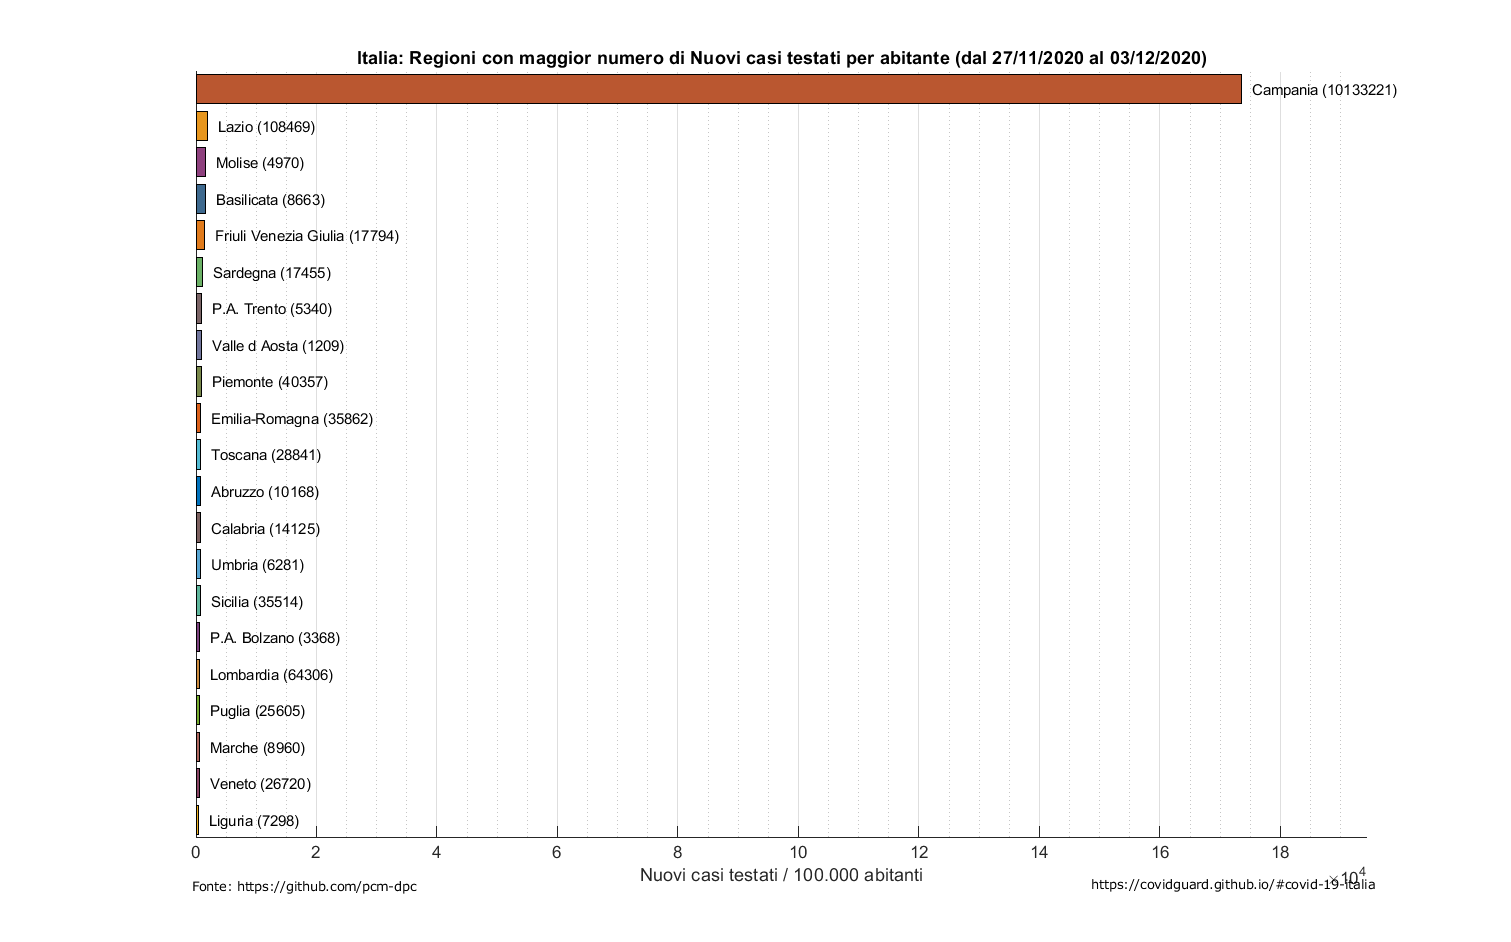 Italia: Regioni con maggior numero di Nuovi casi testati per abitante (dal 27/11/2020 al 03/12/2020)
Campania (10133221)
Lazio (108469)
Molise (4970)
Basilicata (8663)
Friuli Venezia Giulia (17794)
Sardegna (17455)
P.A. Trento (5340)
Valle d Aosta (1209)
Piemonte (40357)
Emilia-Romagna (35862)
Toscana (28841)
Abruzzo (10168)
Calabria (14125)
Umbria (6281)
Sicilia (35514)
P.A. Bolzano (3368)
Lombardia (64306)
Puglia (25605)
Marche (8960)
Veneto (26720)
Liguria (7298)
0 2 4 6 8 10 12 14 16 18
Nuovi casi testati / 100.000 abitanti
×10⁴
Fonte: https://github.com/pcm-dpc
https://covidguard.github.io/#covid-19-italia